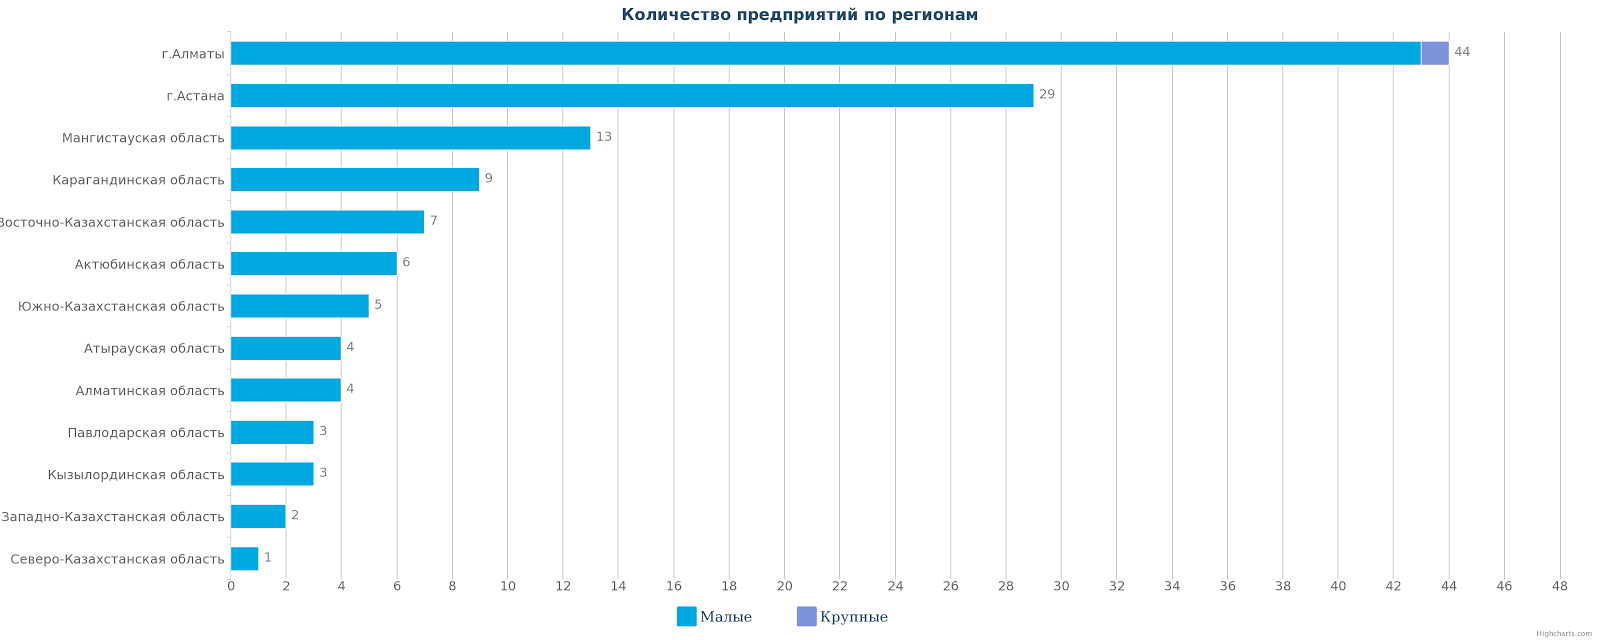 Количество предприятий по регионам
г.Алматы 44
г.Астана 29
Мангистауская область 13
Карагандинская область 9
Восточно-Казахстанская область 7
Актюбинская область 6
Южно-Казахстанская область 5
Атырауская область 4
Алматинская область 4
Павлодарская область 3
Кызылординская область 3
Западно-Казахстанская область 2
Северо-Казахстанская область 1
0 2 4 6 8 10 12 14 16 18 20 22 24 26 28 30 32 34 36 38 40 42 44 46 48
Малые Крупные
Highcharts.com